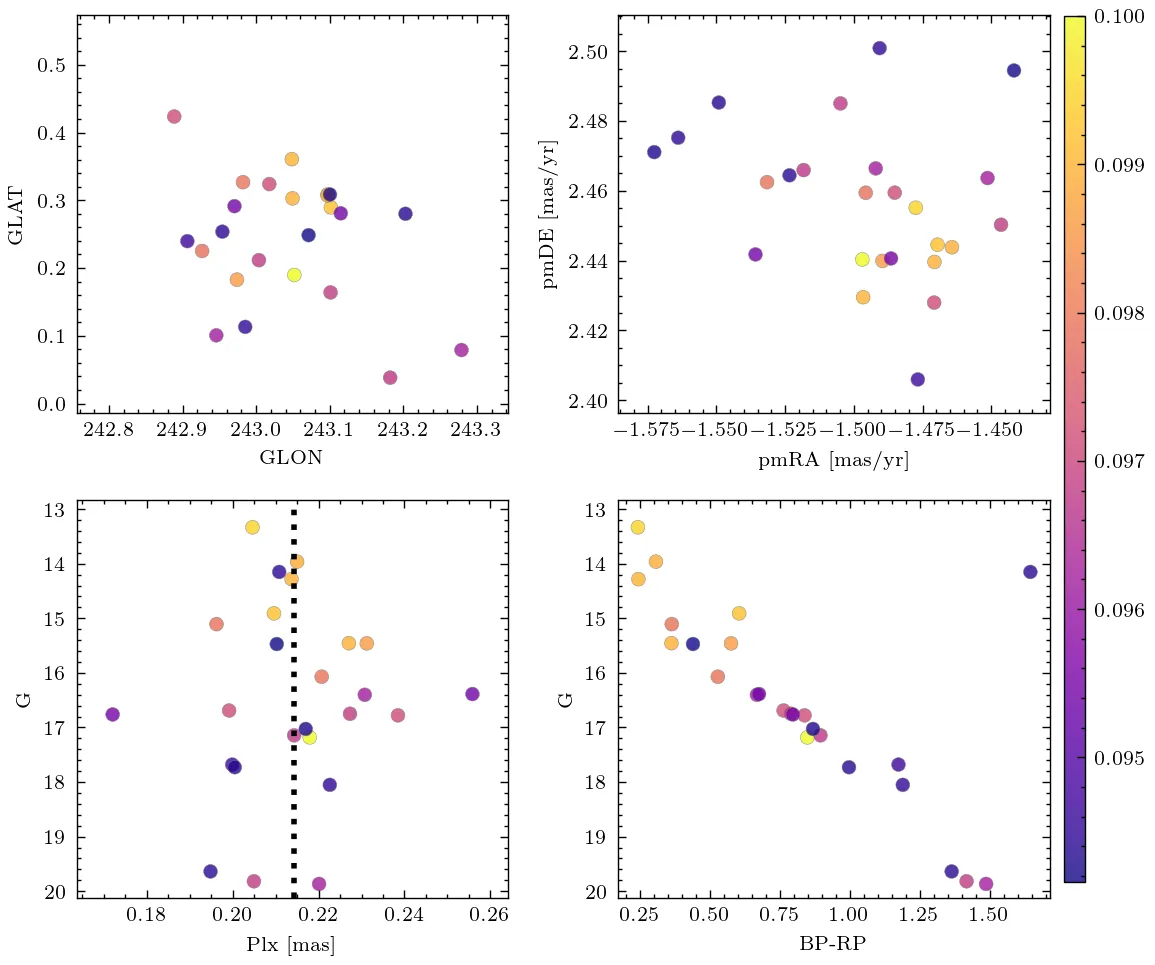 0.5
0.4
0.3
0.2
0.1
0.0
GLAT
242.8 242.9 243.0 243.1 243.2 243.3
GLON
2.50
2.48
2.46
2.44
2.42
2.40
pmDE [mas/yr]
−1.575 −1.550 −1.525 −1.500 −1.475 −1.450
pmRA [mas/yr]
0.100
0.099
0.098
0.097
0.096
0.095
13
14
15
16
17
18
19
20
G
0.18 0.20 0.22 0.24 0.26
Plx [mas]
13
14
15
16
17
18
19
20
G
0.25 0.50 0.75 1.00 1.25 1.50
BP-RP